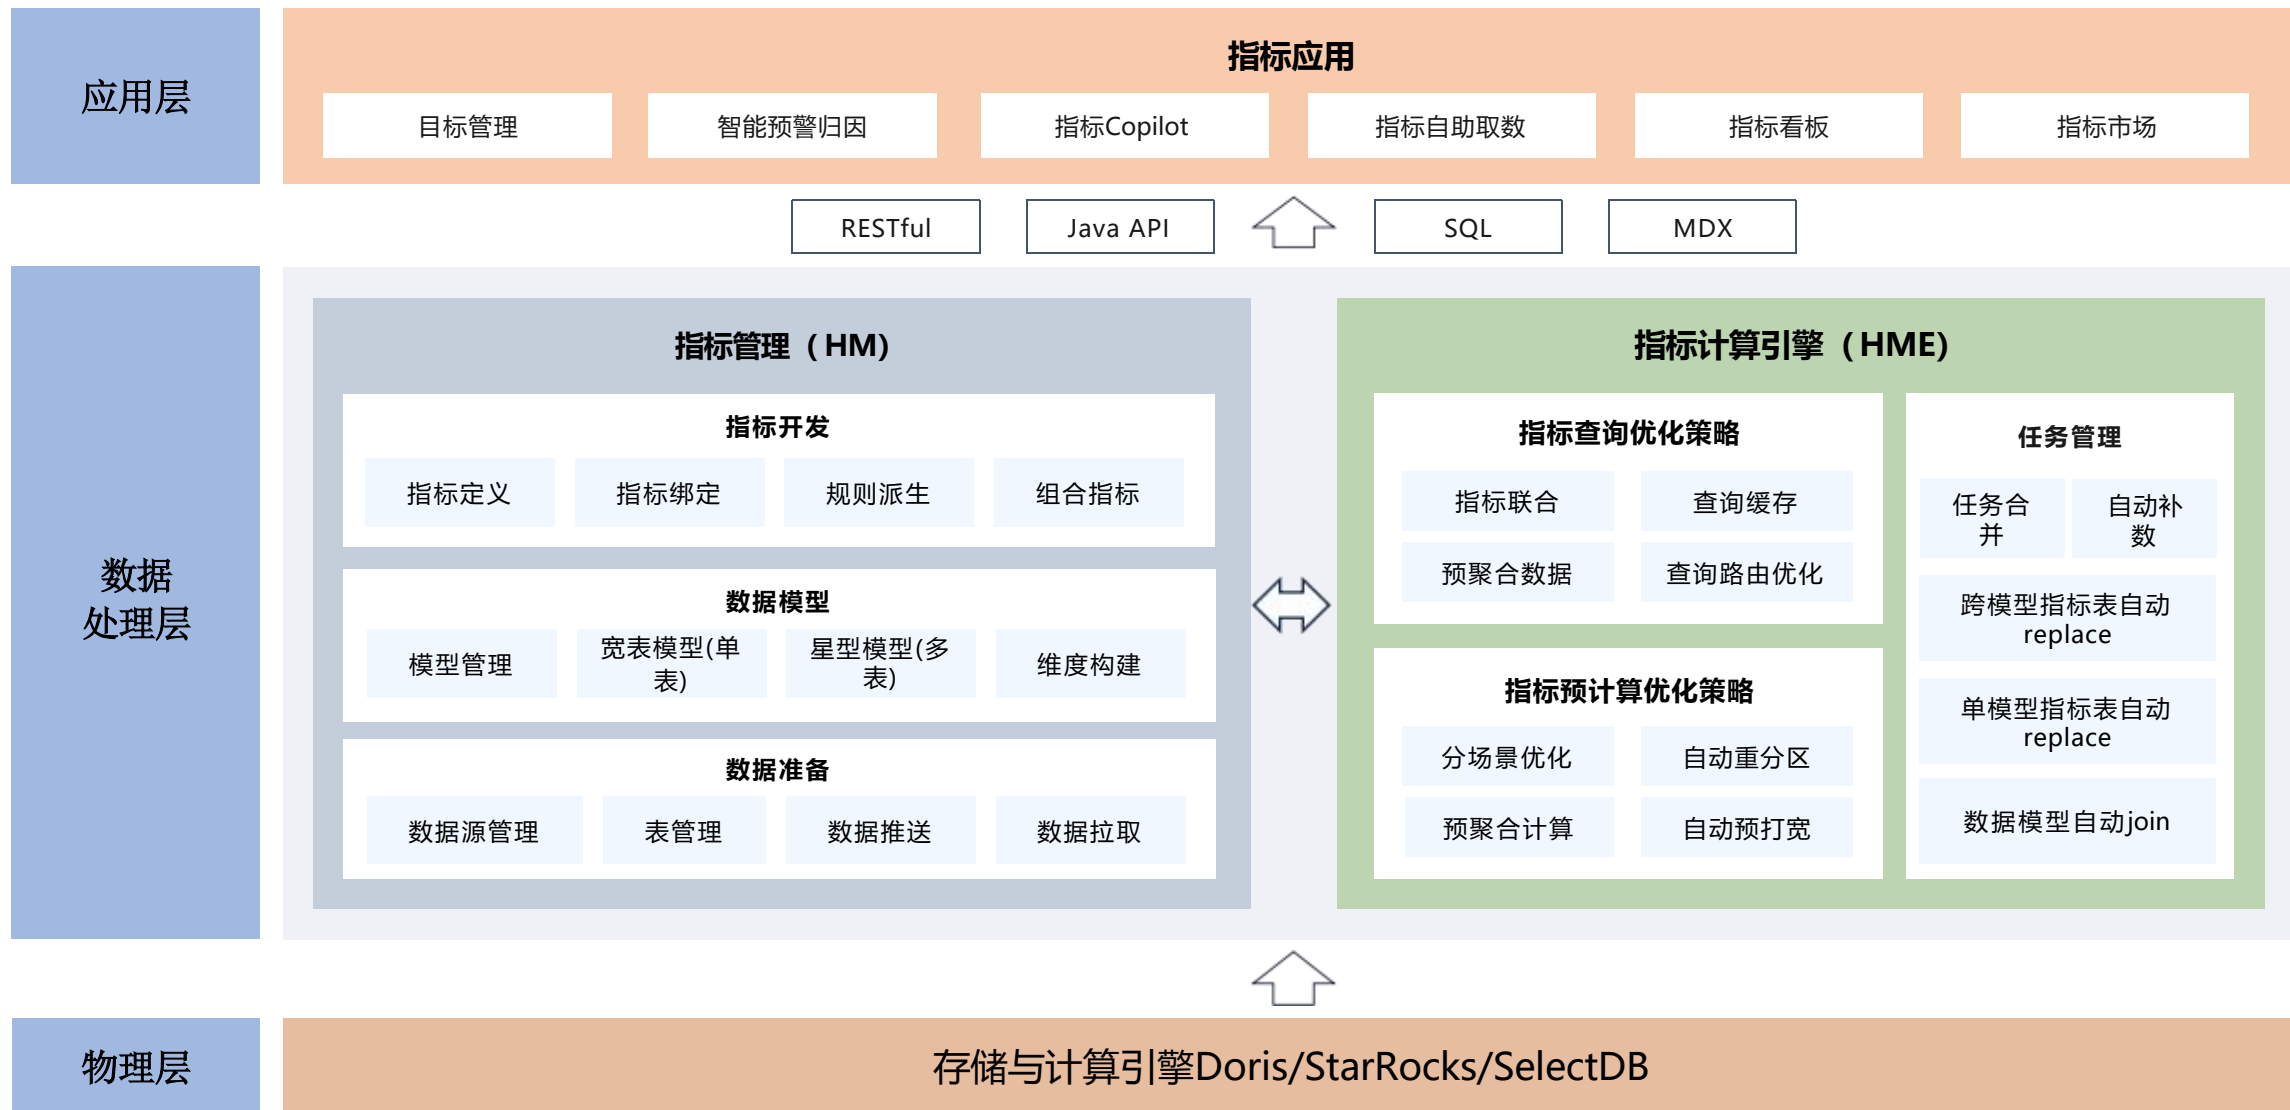 应用层
指标应用
目标管理
智能预警归因
指标Copilot
指标自助取数
指标看板
指标市场
RESTful
Java API
SQL
MDX
数据
处理层
指标管理（HM）
指标开发
指标定义
指标绑定
规则派生
组合指标
数据模型
模型管理
宽表模型(单
表)
星型模型(多
表)
维度构建
数据准备
数据源管理
表管理
数据推送
数据拉取
指标计算引擎（HME）
指标查询优化策略
指标联合
查询缓存
预聚合数据
查询路由优化
指标预计算优化策略
分场景优化
自动重分区
预聚合计算
自动预打宽
任务管理
任务合
并
自动补
数
跨模型指标表自动
replace
单模型指标表自动
replace
数据模型自动join
物理层
存储与计算引擎Doris/StarRocks/SelectDB